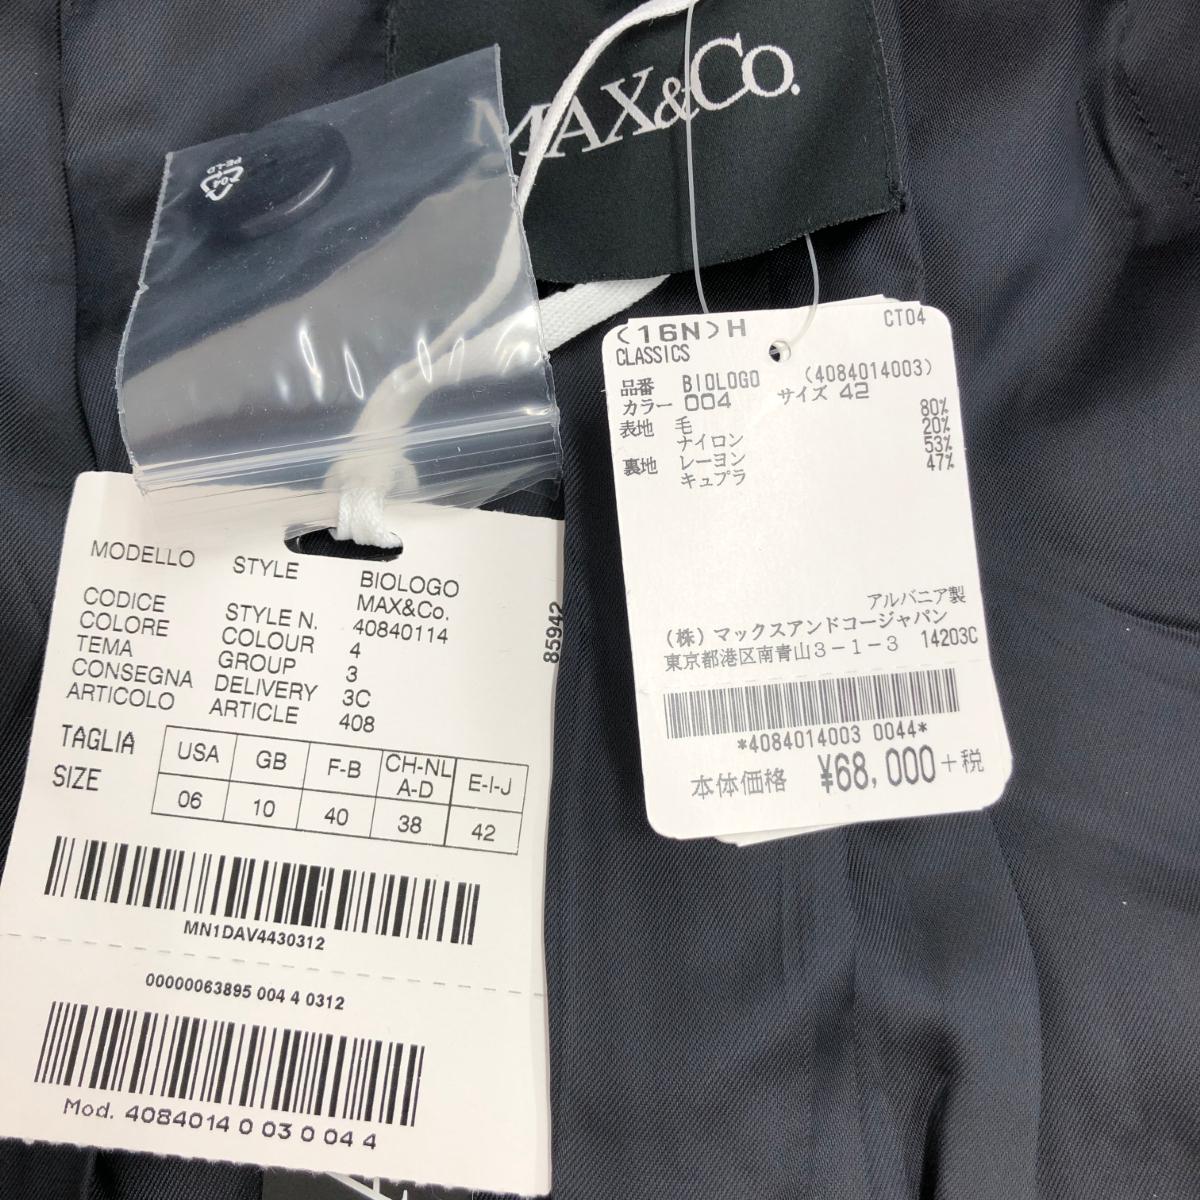 MAX&Co.
04
PE-LD
MODELLO STYLE BIOLOGO
MAX&Co.
CODICE STYLE N. 40840114
COLORE COLOUR 4
TEMA GROUP 3
CONSEGNA DELIVERY 3C
ARTICOLO ARTICLE 408
85942
TAGLIA
SIZE
USA GB F-B CH-NL A-D E-I-J
06 10 40 38 42
MN1DAV4430312
00000063895 004 4 0312
Mod. 4084014 0 03 0 04 4
(16N)H CT04
CLASSICS
品番 BIOLOGO (4084014003)
カラー 004 サイズ 42
表地 毛 80%
ナイロン 20%
裏地 レーヨン 53%
キュプラ 47%
アルバニア製
(株)マックスアンドコージャパン
東京都港区南青山3-1-3 14203C
*4084014003 0044*
本体価格 ¥68,000+税